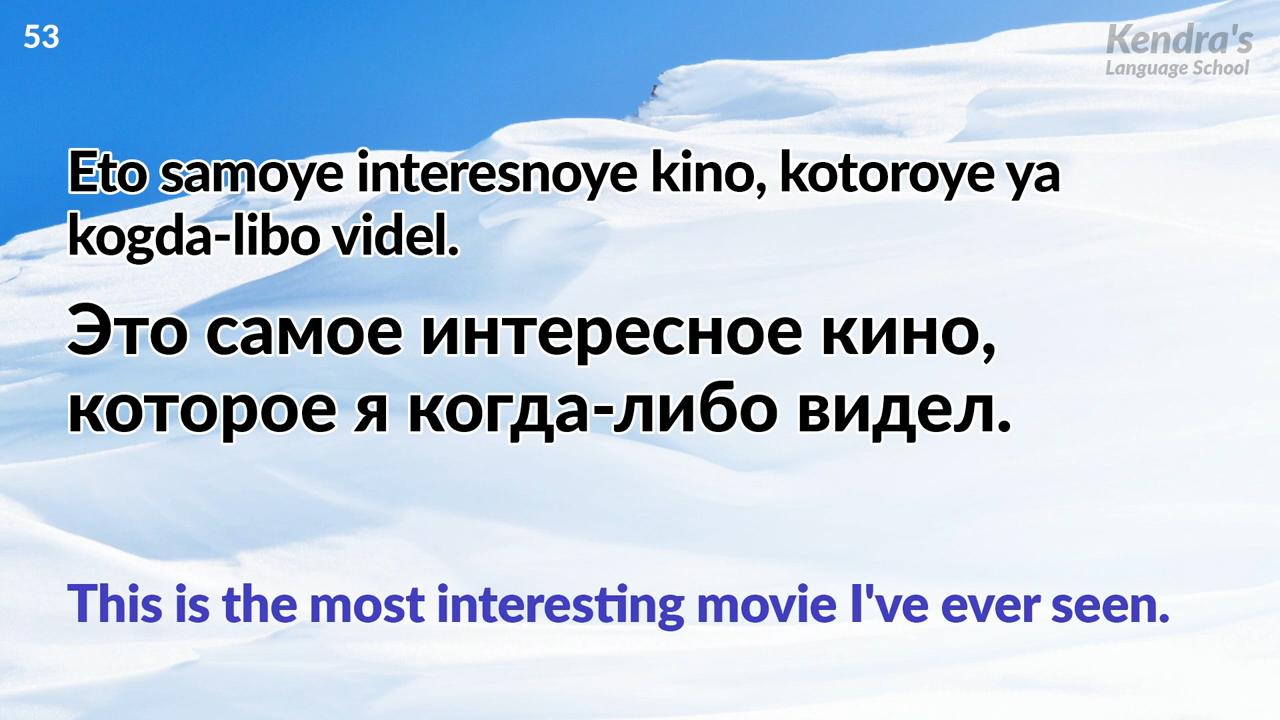 53
Kendra's
Language School
Eto samoye interesnoye kino, kotoroye ya
kogda-libo videl.
Это самое интересное кино,
которое я когда-либо видел.
This is the most interesting movie I've ever seen.